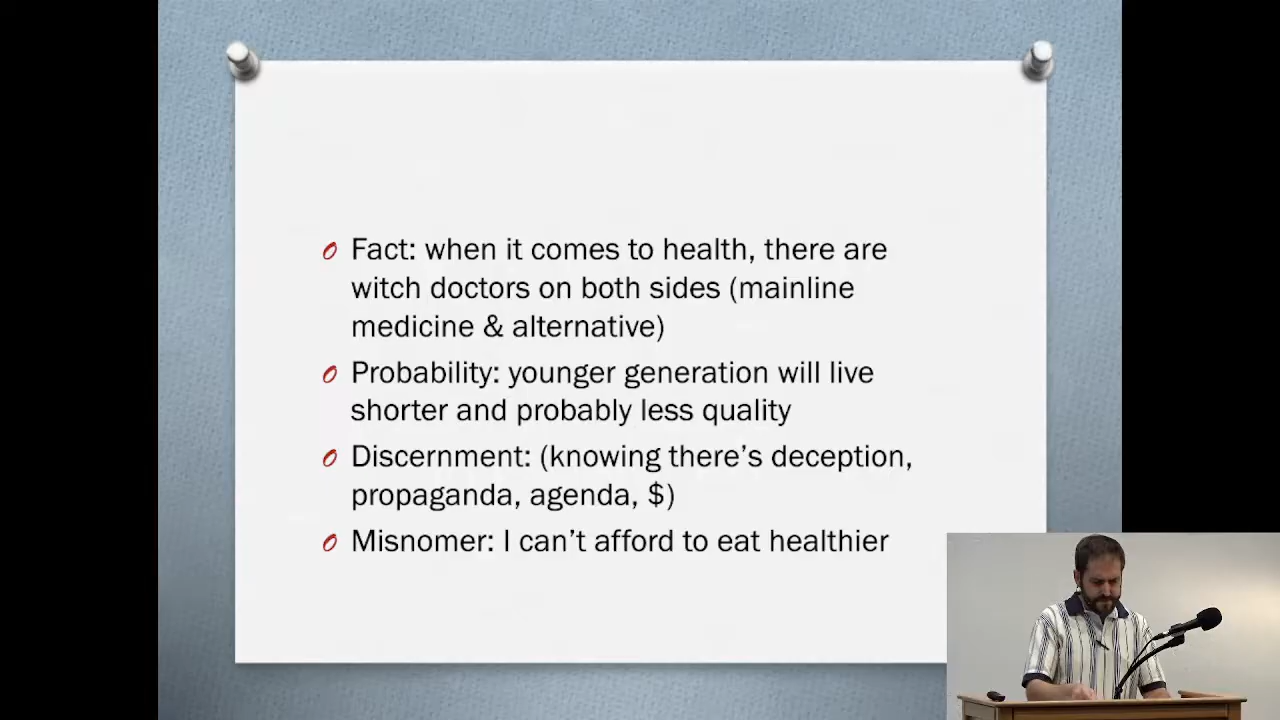 Fact: when it comes to health, there are
witch doctors on both sides (mainline
medicine & alternative)
Probability: younger generation will live
shorter and probably less quality
Discernment: (knowing there’s deception,
propaganda, agenda, $)
Misnomer: I can’t afford to eat healthier